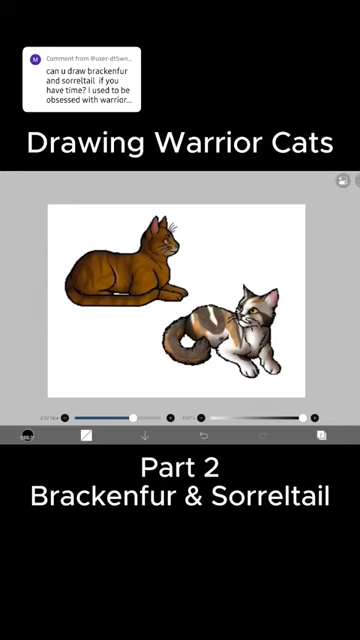 M
Comment from @user-dt5wn...
can u draw brackenfur
and sorreltail if you
have time? I used to be
obsessed with warrior...
Drawing Warrior Cats
Part 2
Brackenfur & Sorreltail